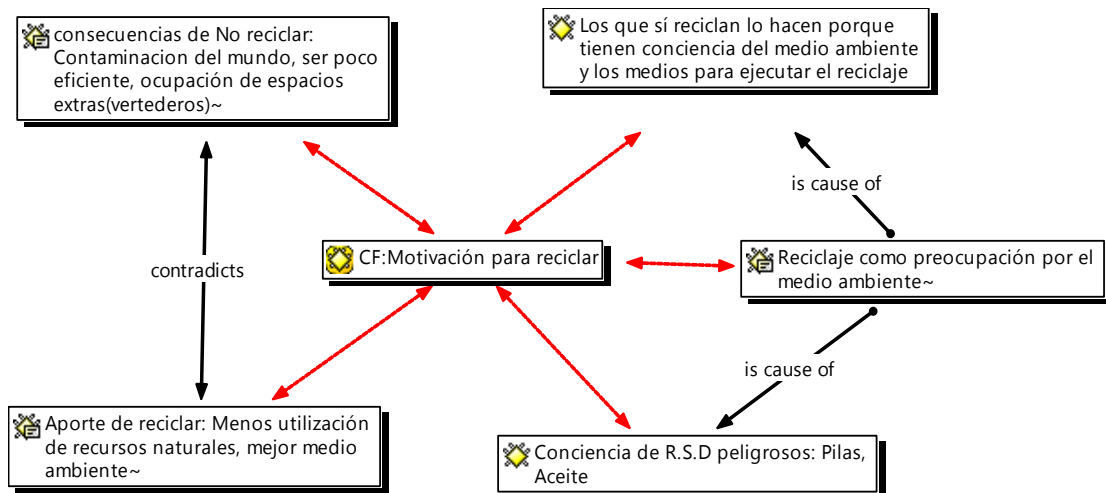 consecuencias de No reciclar:
Contaminacion del mundo, ser poco
eficiente, ocupación de espacios
extras(vertederos)~
Los que sí reciclan lo hacen porque
tienen conciencia del medio ambiente
y los medios para ejecutar el reciclaje
is cause of
contradicts
CF:Motivación para reciclar
Reciclaje como preocupación por el
medio ambiente~
is cause of
Aporte de reciclar: Menos utilización
de recursos naturales, mejor medio
ambiente~
Conciencia de R.S.D peligrosos: Pilas,
Aceite